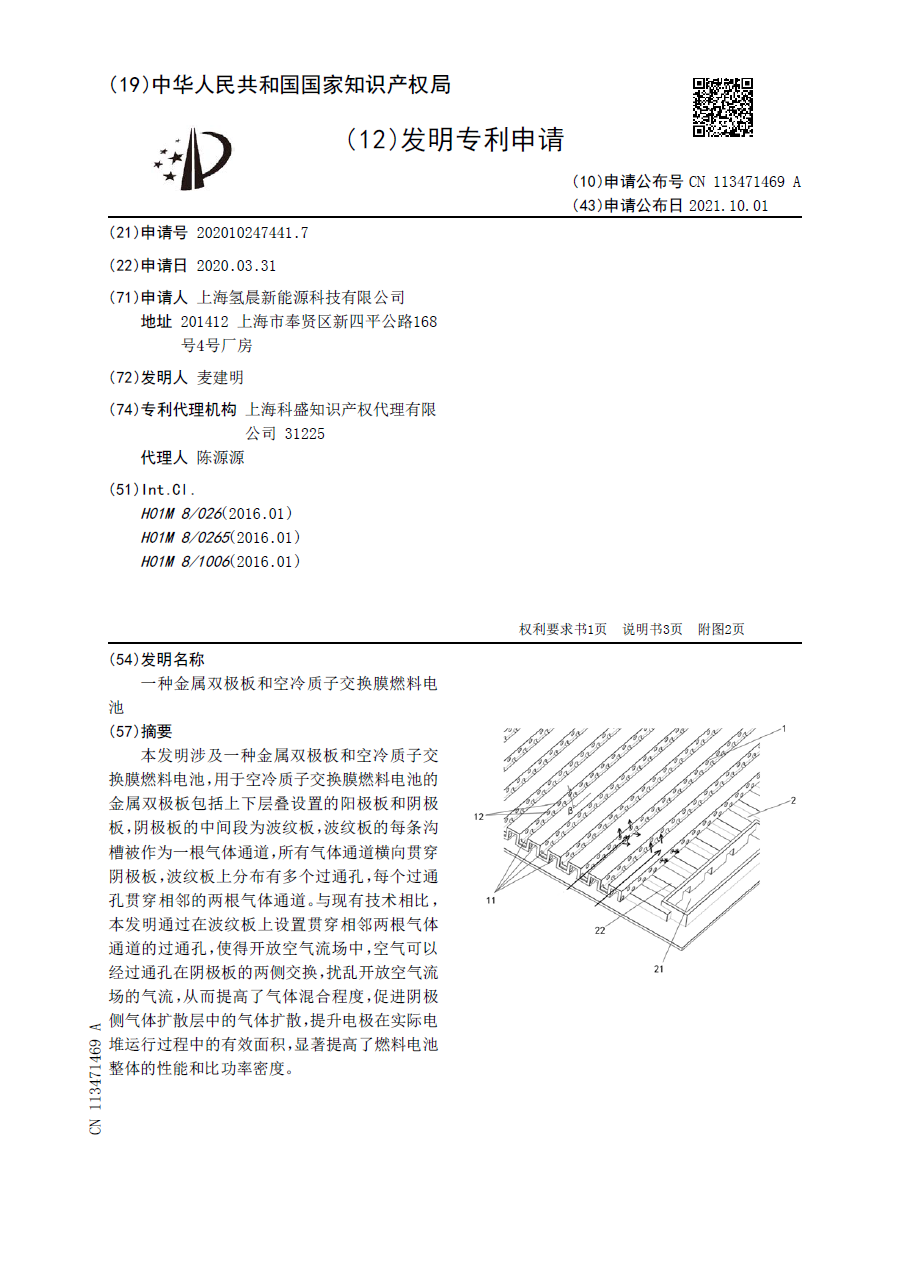 (19)中华人民共和国国家知识产权局
(12)发明专利申请
(10)申请公布号 CN 113471469 A
(43)申请公布日 2021.10.01
(21)申请号 202010247441.7
(22)申请日 2020.03.31
(71)申请人 上海氢晨新能源科技有限公司
地址 201412 上海市奉贤区新四平公路168
号4号厂房
(72)发明人 麦建明
(74)专利代理机构 上海科盛知识产权代理有限
公司 31225
代理人 陈源源
(51)Int.Cl.
H01M 8/026(2016.01)
H01M 8/0265(2016.01)
H01M 8/1006(2016.01)
权利要求书1页 说明书3页 附图2页
(54)发明名称
一种金属双极板和空冷质子交换膜燃料电
池
(57)摘要
本发明涉及一种金属双极板和空冷质子交
换膜燃料电池,用于空冷质子交换膜燃料电池的
金属双极板包括上下层叠设置的阳极板和阴极
板,阴极板的中间段为波纹板,波纹板的每条沟
槽被作为一根气体通道,所有气体通道横向贯穿
阴极板,波纹板上分布有多个过通孔,每个过通
孔贯穿相邻的两根气体通道。与现有技术相比,
本发明通过在波纹板上设置贯穿相邻两根气体
通道的过通孔,使得开放空气流场中,空气可以
经过通孔在阴极板的两侧交换,扰乱开放空气流
场的气流,从而提高了气体混合程度,促进阴极
侧气体扩散层中的气体扩散,提升电极在实际电
堆运行过程中的有效面积,显著提高了燃料电池
整体的性能和比功率密度。
1
2
12
11
22
21
CN 113471469 A